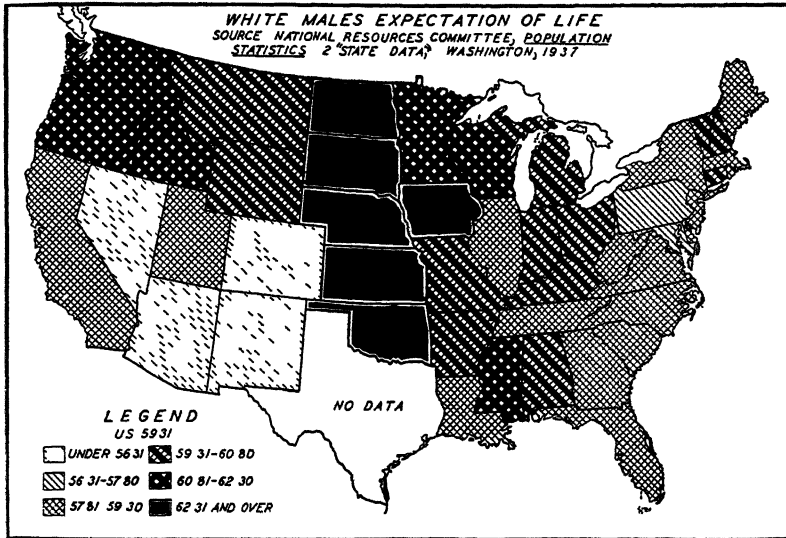 WHITE MALES EXPECTATION OF LIFE
SOURCE NATIONAL RESOURCES COMMITTEE, POPULATION
STATISTICS 2 "STATE DATA," WASHINGTON, 1937
NO DATA
LEGEND
US 5931
UNDER 5631
59 31-60 80
56 31-57 80
60 81-62 30
57 81 59 30
62 31 AND OVER